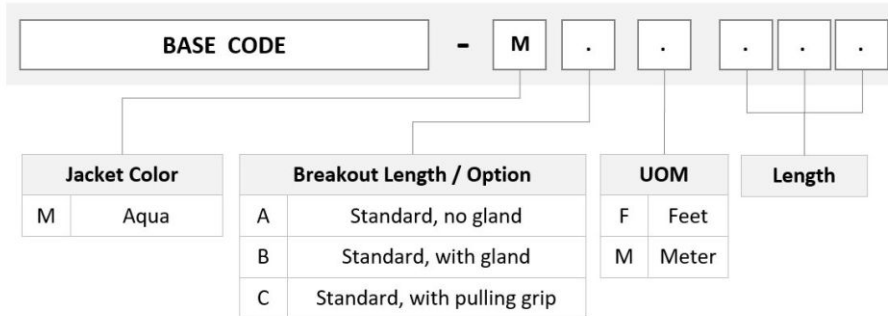 BASE CODE - M . . . . .
Jacket Color Breakout Length / Option UOM Length
M Aqua A Standard, no gland F Feet
B Standard, with gland M Meter
C Standard, with pulling grip